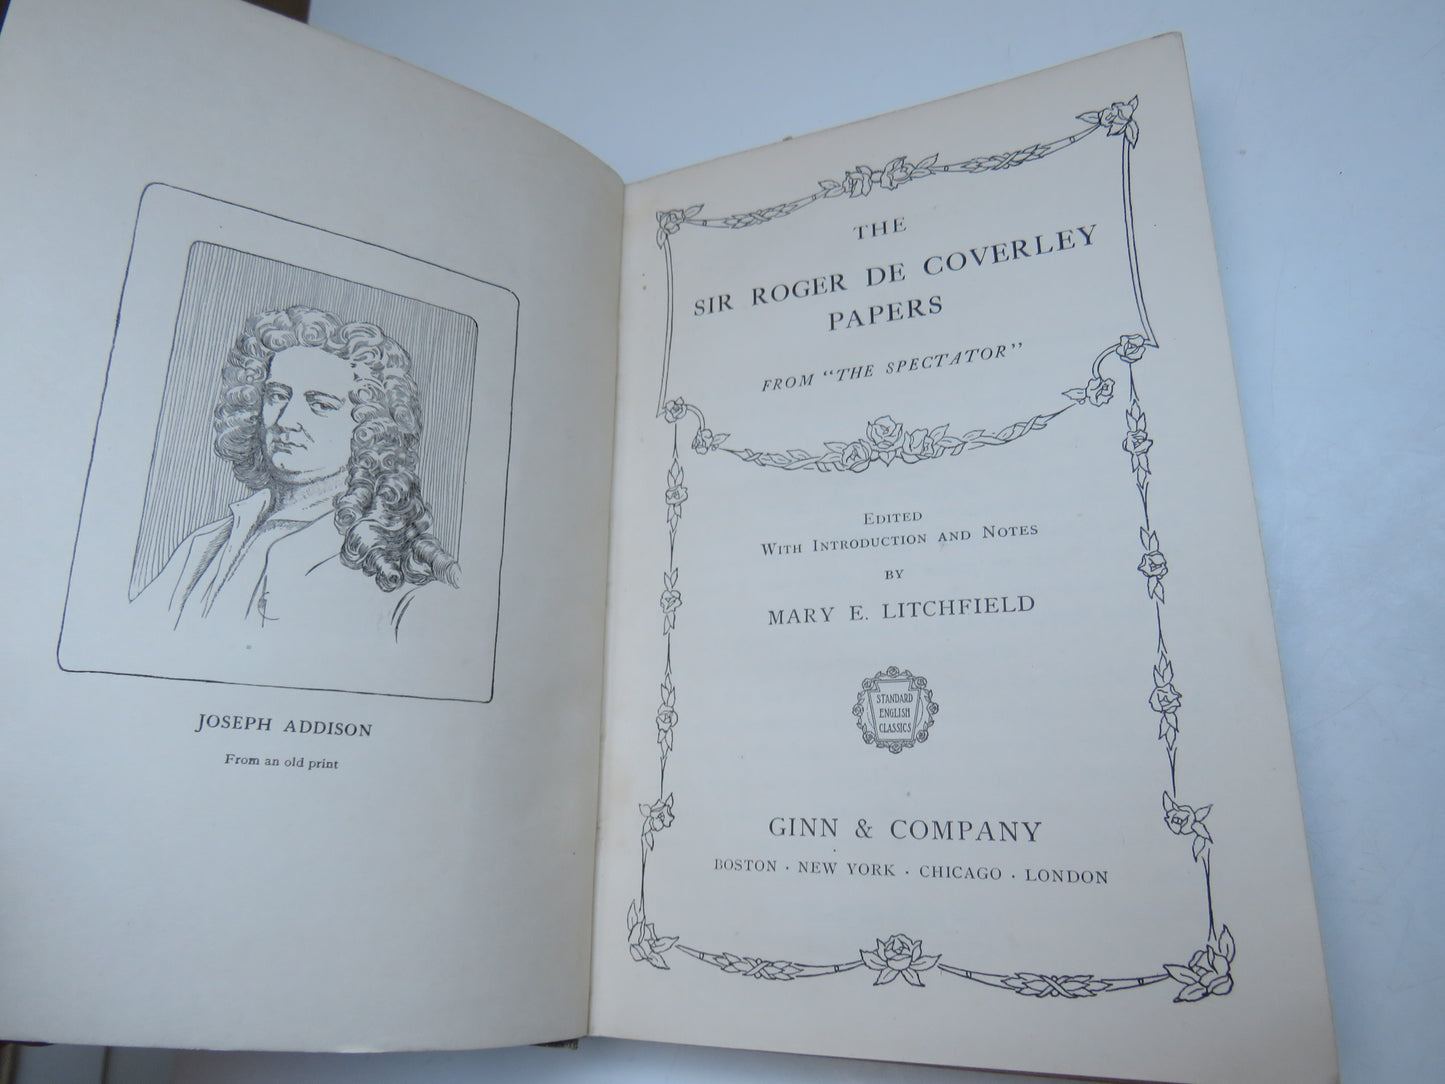 JOSEPH ADDISON
From an old print
THE
SIR ROGER DE COVERLEY
PAPERS
FROM "THE SPECTATOR"
EDITED
WITH INTRODUCTION AND NOTES
BY
MARY E. LITCHFIELD
STANDARD
ENGLISH
CLASSICS
GINN & COMPANY
BOSTON · NEW YORK · CHICAGO · LONDON